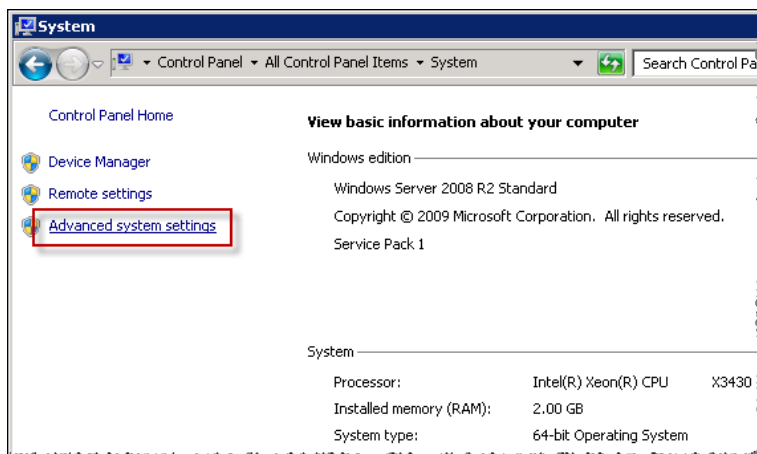 System
Control Panel All Control Panel Items System
Search Control Pa
Control Panel Home
Device Manager
Remote settings
Advanced system settings
View basic information about your computer
Windows edition
Windows Server 2008 R2 Standard
Copyright © 2009 Microsoft Corporation. All rights reserved.
Service Pack 1
System
Processor: Intel(R) Xeon(R) CPU X3430
Installed memory (RAM): 2.00 GB
System type: 64-bit Operating System